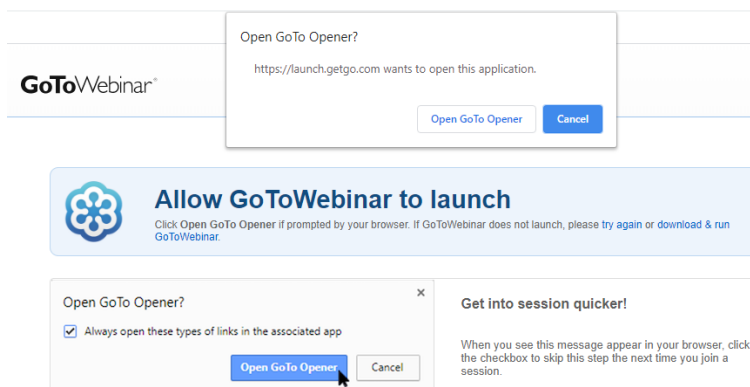 Open GoTo Opener?
https://launch.getgo.com wants to open this application.
Open GoTo Opener Cancel
GoToWebinar
Allow GoToWebinar to launch
Click Open GoTo Opener if prompted by your browser. If GoToWebinar does not launch, please try again or download & run
GoToWebinar.
Open GoTo Opener? ×
Always open these types of links in the associated app
Open GoTo Opener Cancel
Get into session quicker!
When you see this message appear in your browser, click
the checkbox to skip this step the next time you join a
session.